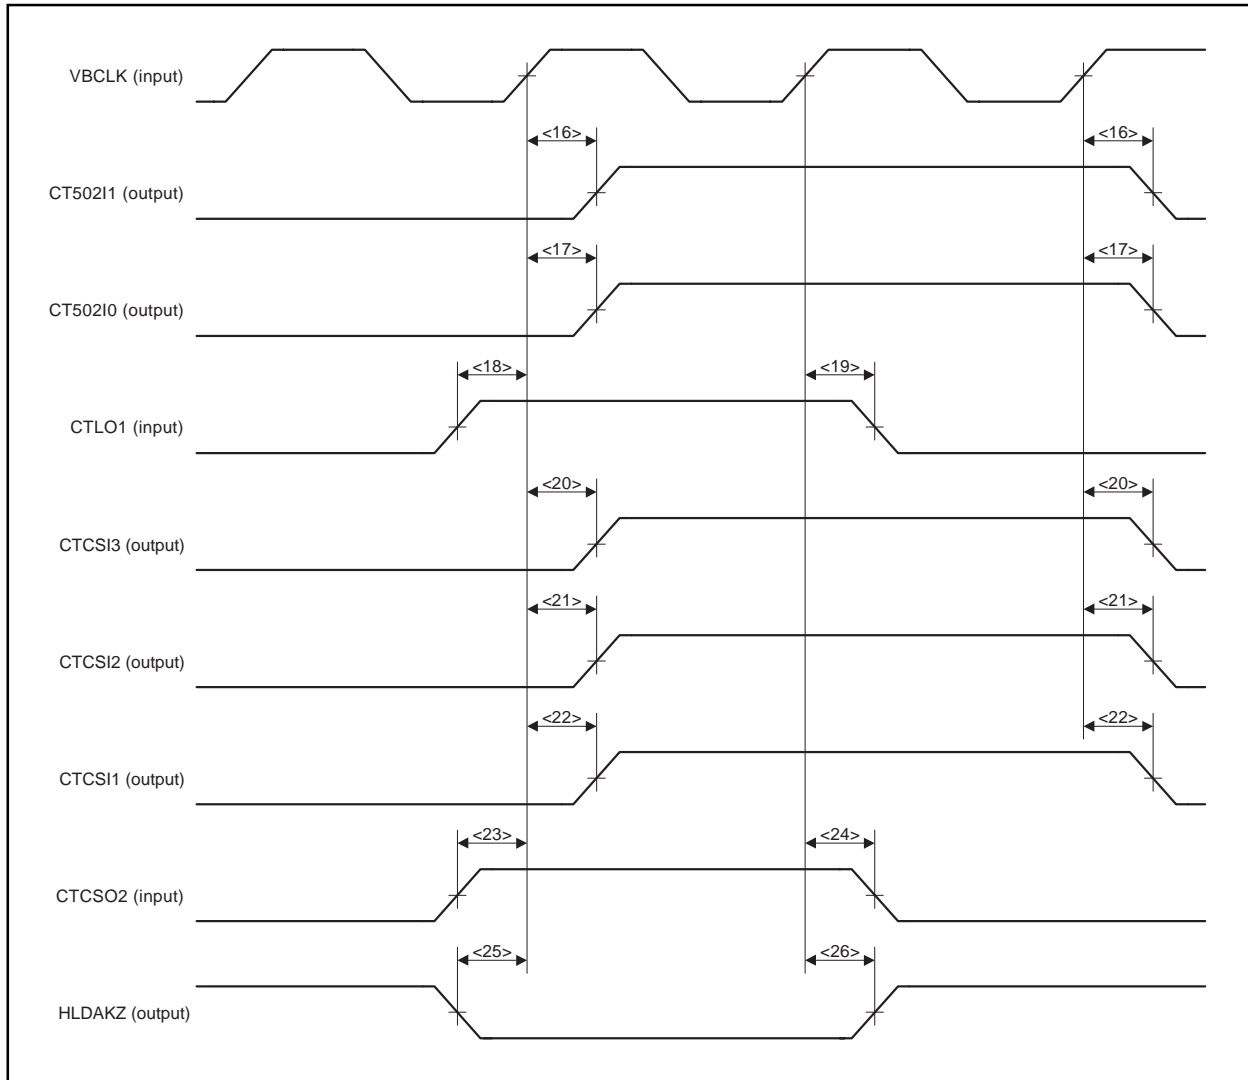 VBCLK (input)
<16> <16>
CT502I1 (output)
<17> <17>
CT502I0 (output)
<18> <19>
CTLO1 (input)
<20> <20>
CTCSI3 (output)
<21> <21>
CTCSI2 (output)
<22> <22>
CTCSI1 (output)
<23> <24>
CTCSO2 (input)
<25> <26>
HLDAKZ (output)